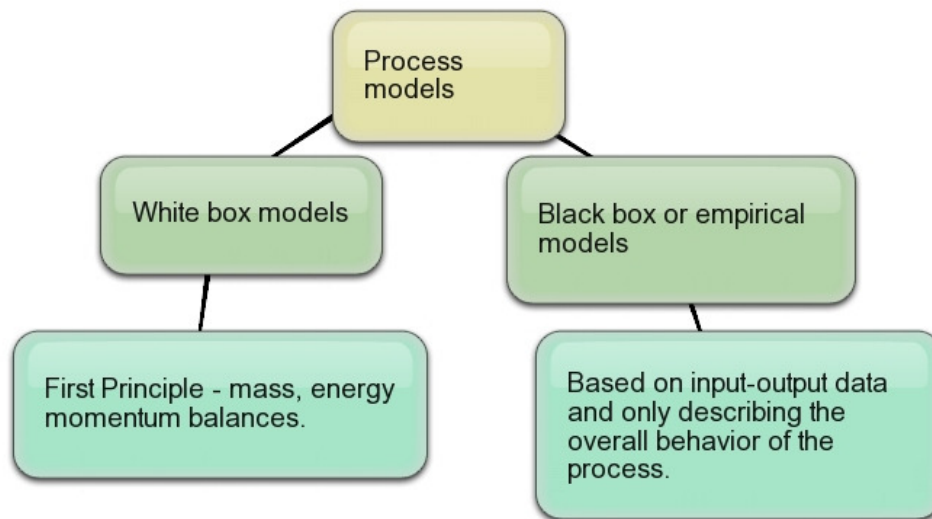 Process
models
White box models
Black box or empirical
models
First Principle - mass, energy
momentum balances.
Based on input-output data
and only describing the
overall behavior of the
process.